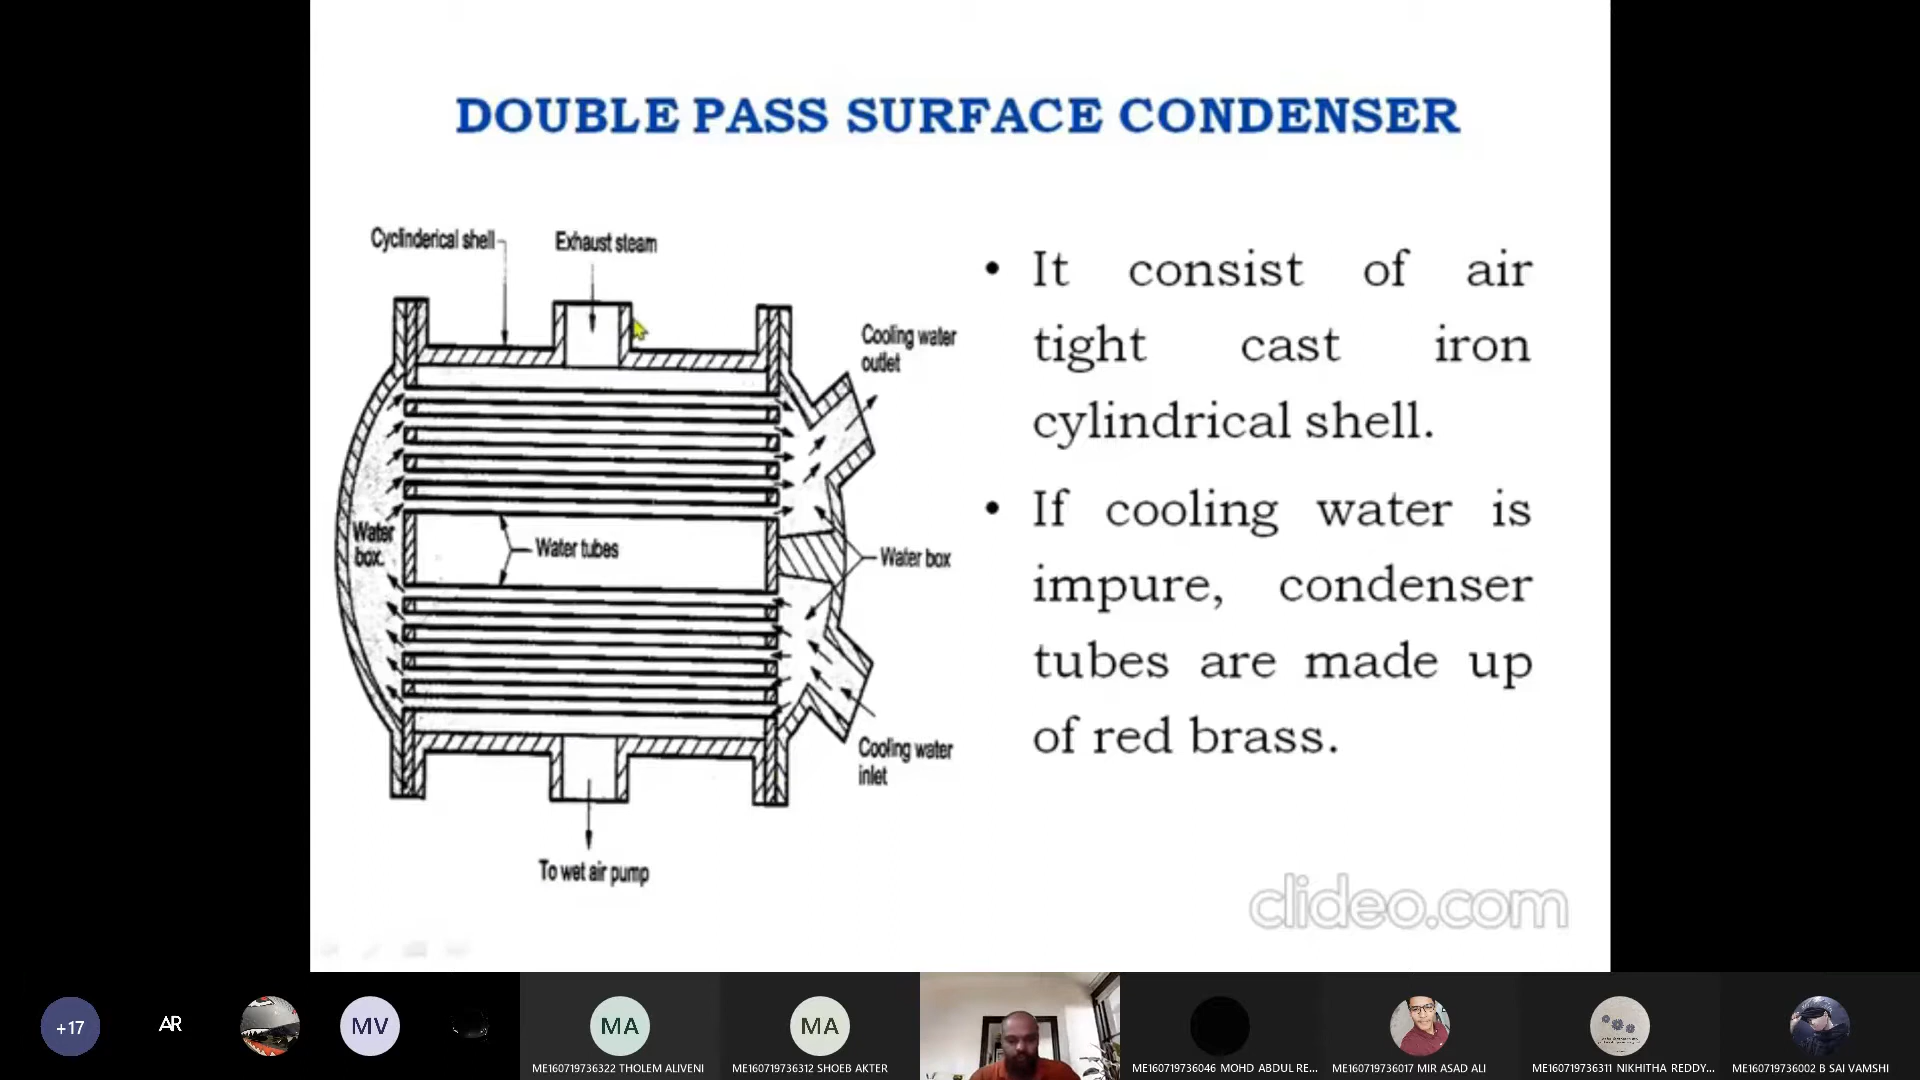 DOUBLE PASS SURFACE CONDENSER
Cyclinderical shell
Exhaust steam
Cooling water
outlet
Water
box.
Water tubes
Water box
Cooling water
inlet
To wet air pump
• It consist of air
tight cast iron
cylindrical shell.
• If cooling water is
impure, condenser
tubes are made up
of red brass.
clideo.com
+17
AR
MV
MA
MA
ME160719736322 THOLEM ALIVENI
ME160719736312 SHOEB AKTER
ME160719736046 MOHD ABDUL RE...
ME160719736017 MIR ASAD ALI
ME160719736311 NIKHITHA REDDY...
ME160719736002 B SAI VAMSHI